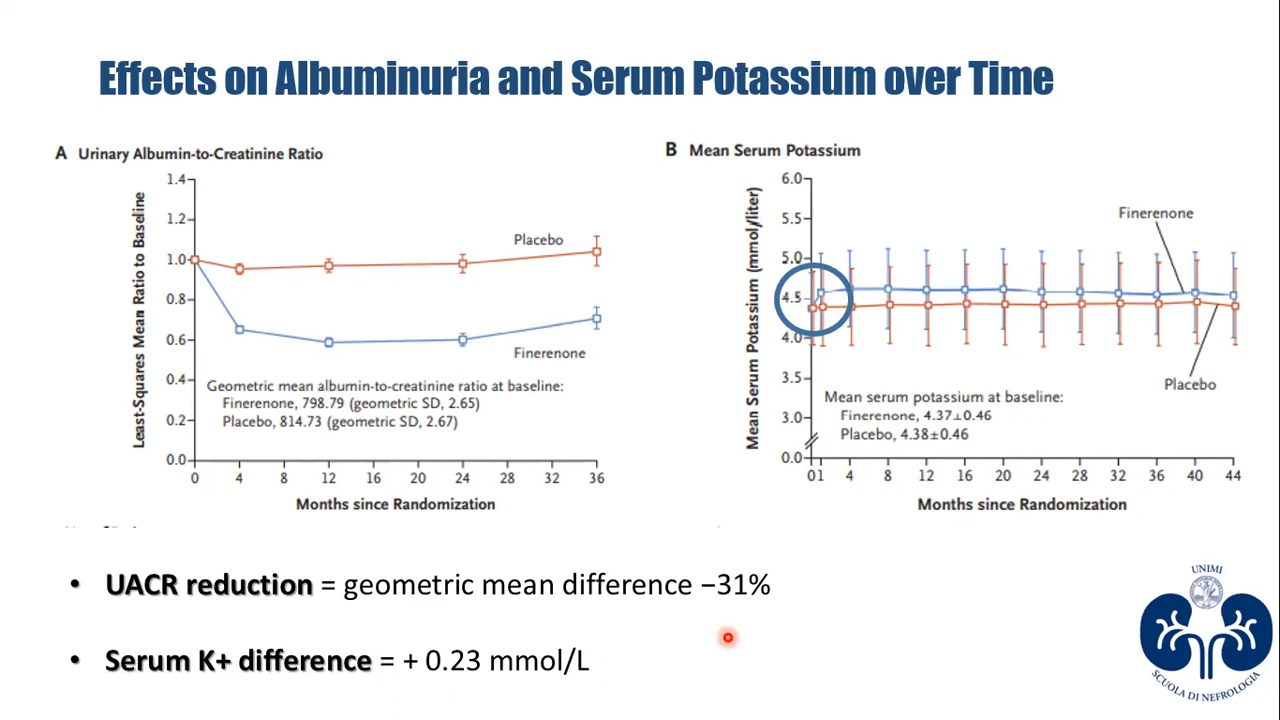 Effects on Albuminuria and Serum Potassium over Time
A Urinary Albumin-to-Creatinine Ratio
Least-Squares Mean Ratio to Baseline
1.4
1.2
1.0
0.8
0.6
0.4
0.2
0.0
Placebo
Finerenone
Geometric mean albumin-to-creatinine ratio at baseline:
Finerenone, 798.79 (geometric SD, 2.65)
Placebo, 814.73 (geometric SD, 2.67)
0 4 8 12 16 20 24 28 32 36
Months since Randomization
B Mean Serum Potassium
Mean Serum Potassium (mmol/liter)
6.0
5.5
5.0
4.5
4.0
3.5
3.0
0.0
Finerenone
Placebo
Mean serum potassium at baseline:
Finerenone, 4.37±0.46
Placebo, 4.38±0.46
0 1 4 8 12 16 20 24 28 32 36 40 44
Months since Randomization
• UACR reduction = geometric mean difference −31%
• Serum K+ difference = + 0.23 mmol/L
UNIMI
SCUOLA DI NEFROLOGIA